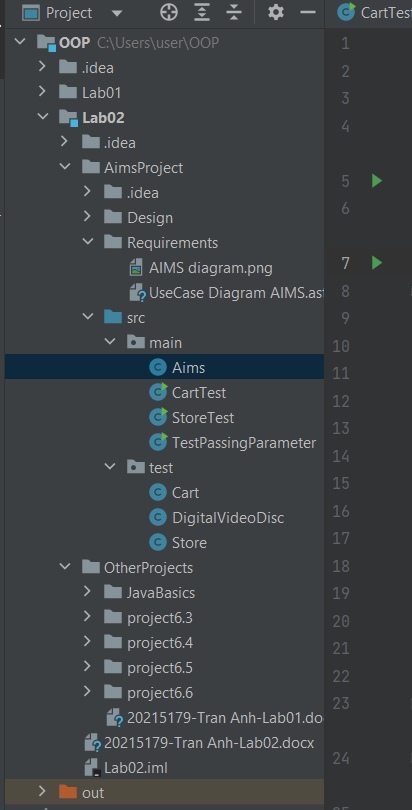 Project
CartTest
OOP C:\Users\user\OOP
.idea
Lab01
Lab02
.idea
AimsProject
.idea
Design
Requirements
AIMS diagram.png
UseCase Diagram AIMS.ast
src
main
Aims
CartTest
StoreTest
TestPassingParameter
test
Cart
DigitalVideoDisc
Store
OtherProjects
JavaBasics
project6.3
project6.4
project6.5
project6.6
20215179-Tran Anh-Lab01.do
20215179-Tran Anh-Lab02.docx
Lab02.iml
out
1
2
3
4
5
6
7
8
9
10
11
12
13
14
15
16
17
18
19
20
21
22
23
24